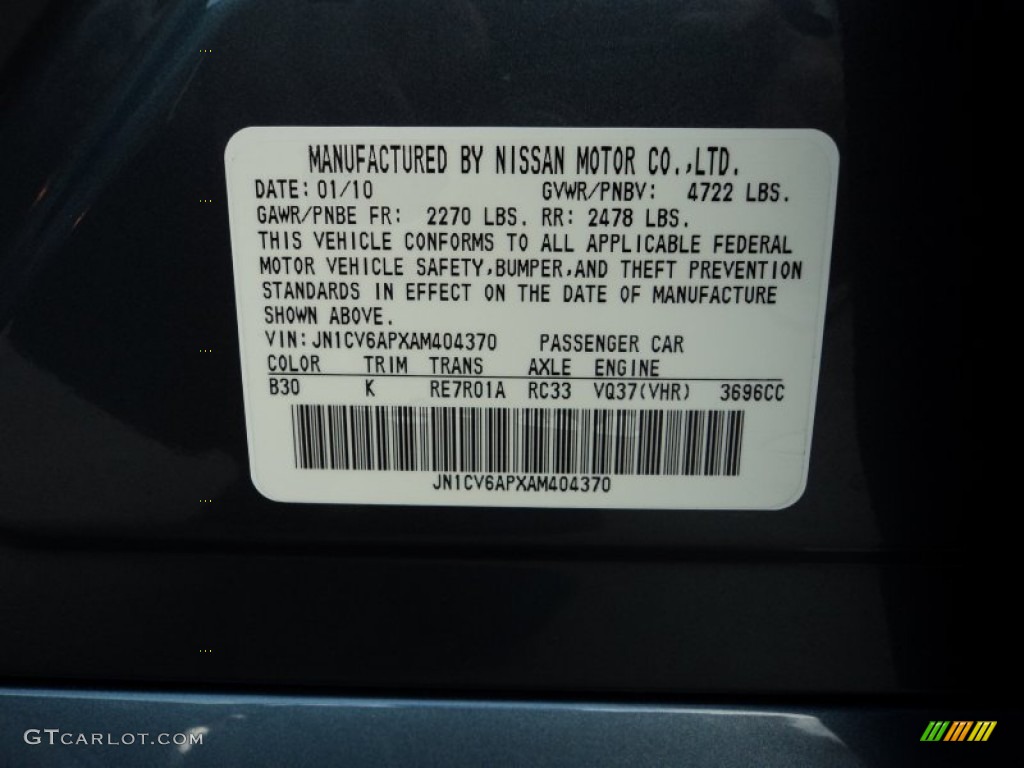 MANUFACTURED BY NISSAN MOTOR CO.,LTD.
DATE: 01/10 GVWR/PNBV: 4722 LBS.
GAWR/PNBE FR: 2270 LBS. RR: 2478 LBS.
THIS VEHICLE CONFORMS TO ALL APPLICABLE FEDERAL
MOTOR VEHICLE SAFETY,BUMPER,AND THEFT PREVENTION
STANDARDS IN EFFECT ON THE DATE OF MANUFACTURE
SHOWN ABOVE.
VIN:JN1CV6APXAM404370 PASSENGER CAR
COLOR TRIM TRANS AXLE ENGINE
B30 K RE7R01A RC33 VQ37(VHR) 3696CC
JN1CV6APXAM404370
GTCARLOT.COM